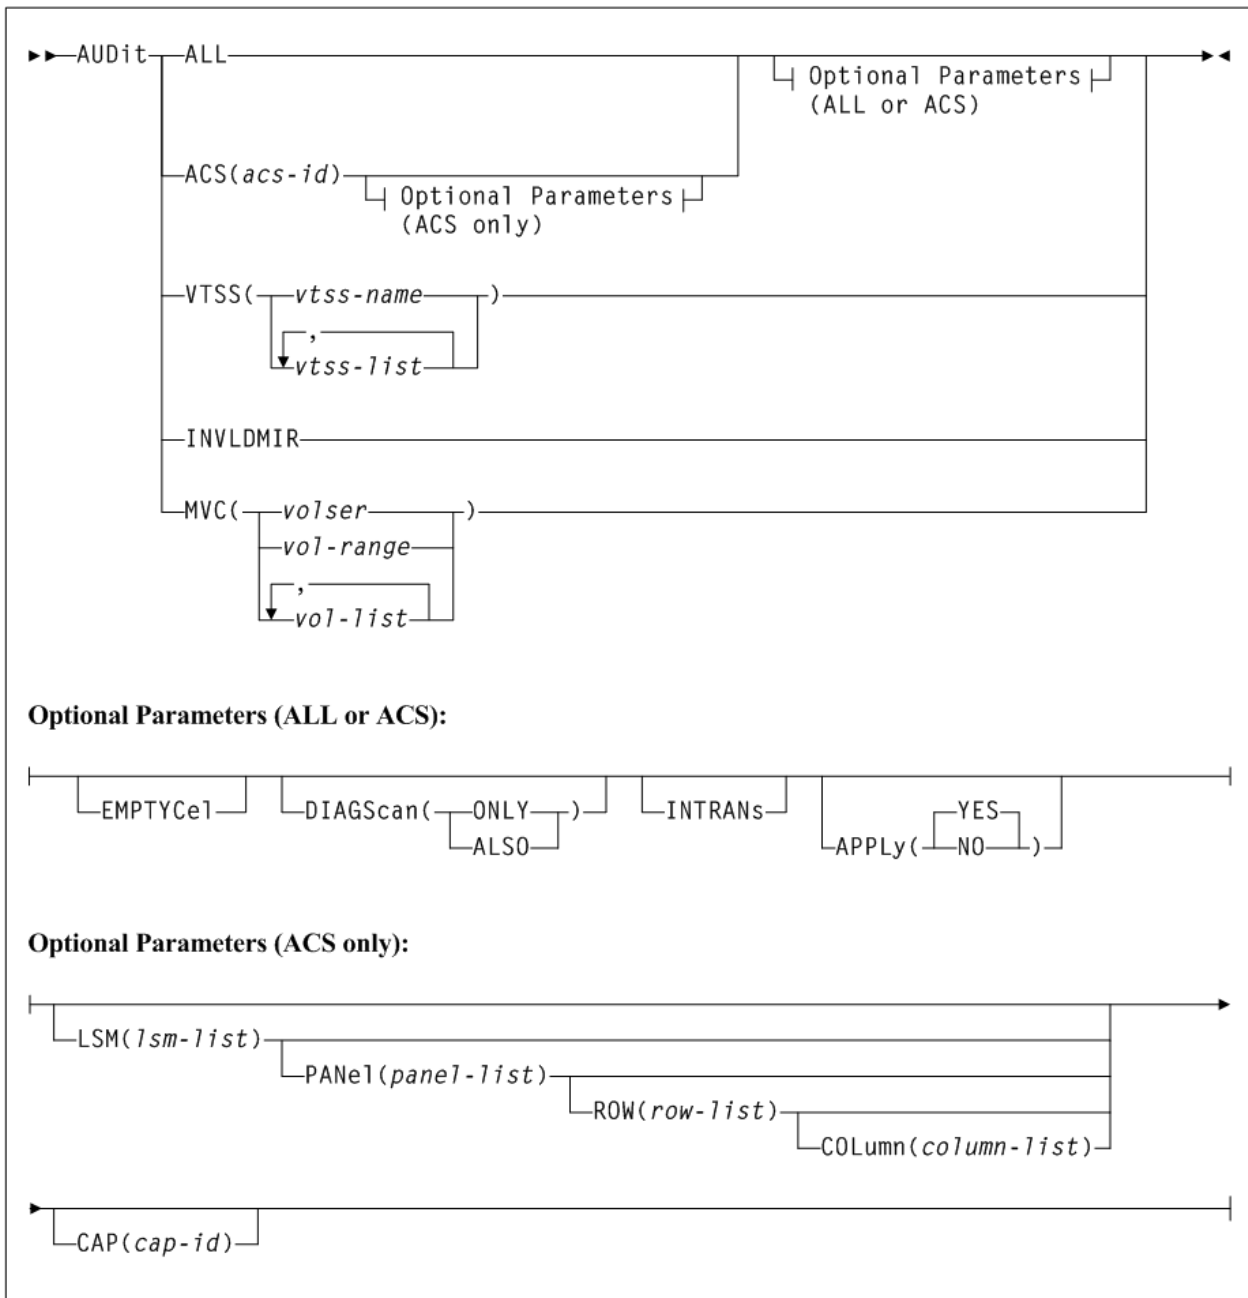 AUDit ALL
Optional Parameters
(ALL or ACS)
ACS(acs-id)
Optional Parameters
(ACS only)
VTSS( vtss-name )
,
vtss-list
INVLDMIR
MVC( volser )
vol-range
,
vol-list
Optional Parameters (ALL or ACS):
EMPTYCel DIAGScan( ONLY ) INTRANs YES
ALSO APPLy( NO )
Optional Parameters (ACS only):
LSM(lsm-list)
PANel(panel-list)
ROW(row-list)
COLumn(column-list)
CAP(cap-id)